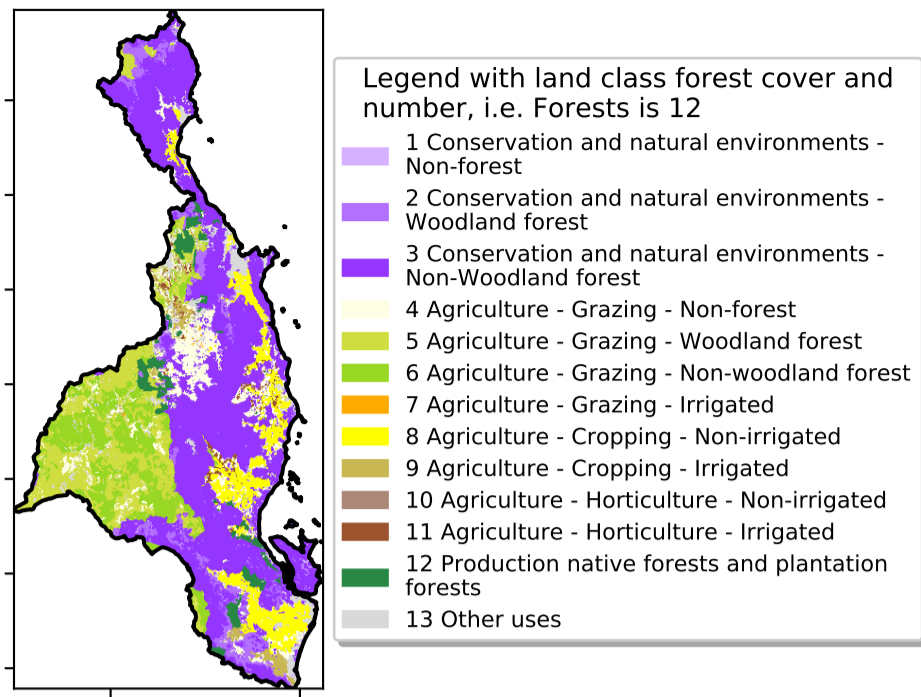 Legend with land class forest cover and
number, i.e. Forests is 12
1 Conservation and natural environments -
Non-forest
2 Conservation and natural environments -
Woodland forest
3 Conservation and natural environments -
Non-Woodland forest
4 Agriculture - Grazing - Non-forest
5 Agriculture - Grazing - Woodland forest
6 Agriculture - Grazing - Non-woodland forest
7 Agriculture - Grazing - Irrigated
8 Agriculture - Cropping - Non-irrigated
9 Agriculture - Cropping - Irrigated
10 Agriculture - Horticulture - Non-irrigated
11 Agriculture - Horticulture - Irrigated
12 Production native forests and plantation
forests
13 Other uses